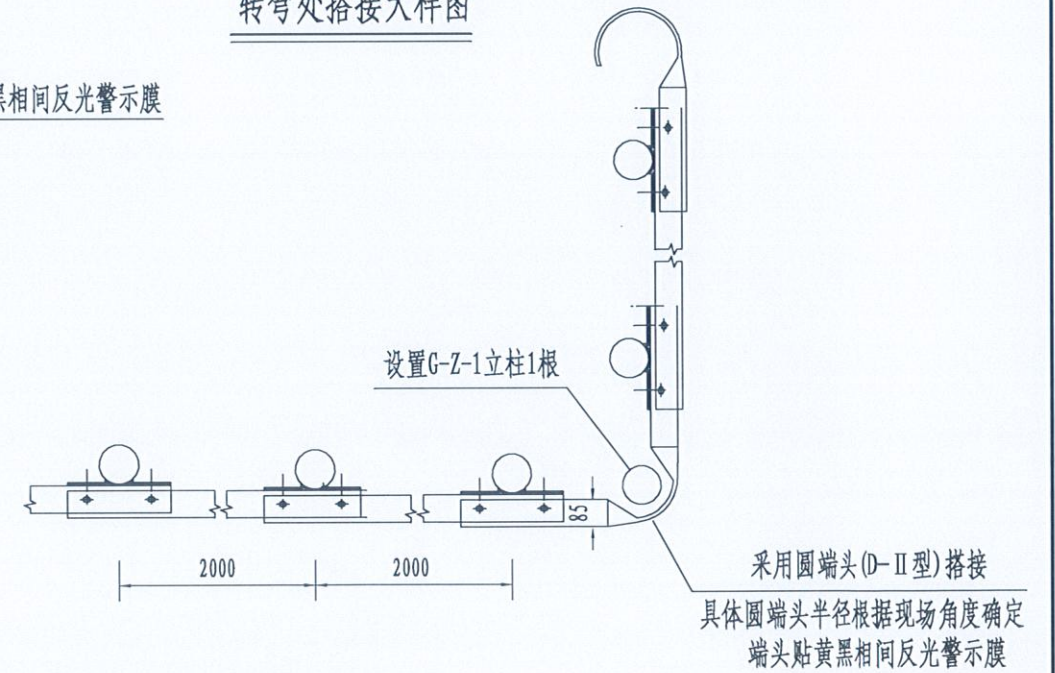 转弯处搭接大样图
黑相间反光警示膜
设置G-Z-1立柱1根
85
2000
2000
采用圆端头(D-Ⅱ型)搭接
具体圆端头半径根据现场角度确定
端头贴黄黑相间反光警示膜